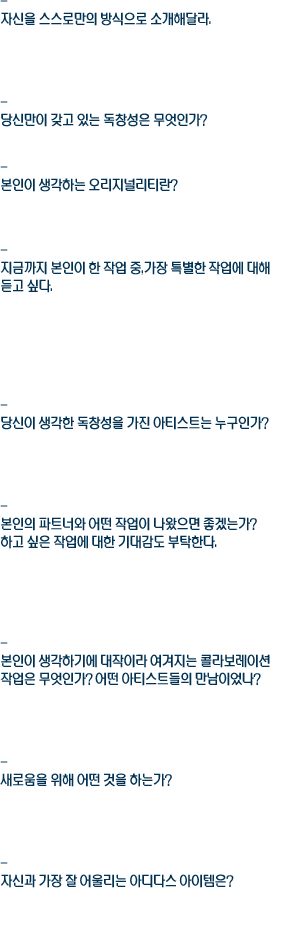 –
자신을 스스로만의 방식으로 소개해달라.
–
당신만이 갖고 있는 독창성은 무엇인가?
–
본인이 생각하는 오리지널리티란?
–
지금까지 본인이 한 작업 중,가장 특별한 작업에 대해
듣고 싶다.
–
당신이 생각한 독창성을 가진 아티스트는 누구인가?
–
본인의 파트너와 어떤 작업이 나왔으면 좋겠는가?
하고 싶은 작업에 대한 기대감도 부탁한다.
–
본인이 생각하기에 대작이라 여겨지는 콜라보레이션
작업은 무엇인가? 어떤 아티스트들의 만남이었나?
–
새로움을 위해 어떤 것을 하는가?
–
자신과 가장 잘 어울리는 아디다스 아이템은?